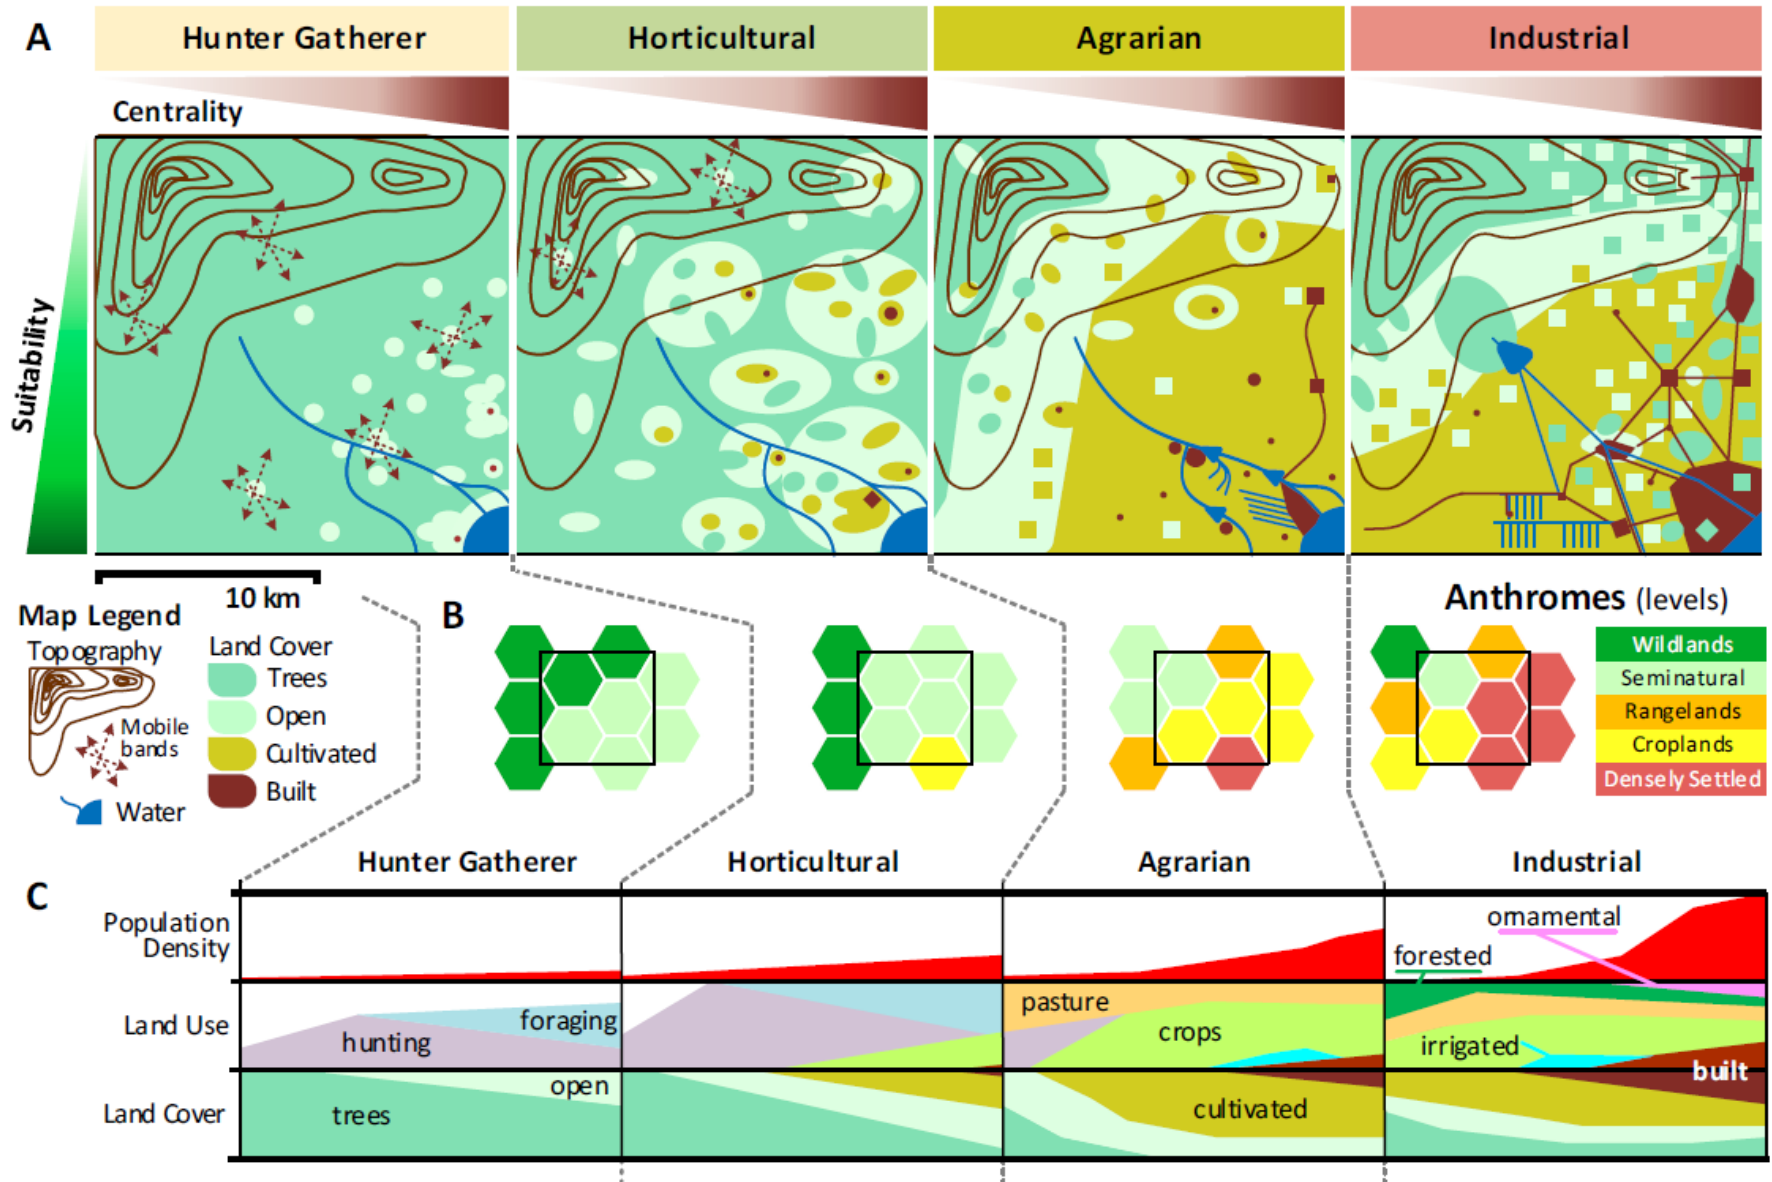 A
Hunter Gatherer
Horticultural
Agrarian
Industrial
Centrality
Suitability
10 km
Map Legend
Topography
Mobile
bands
Water
Land Cover
Trees
Open
Cultivated
Built
B
Anthromes (levels)
Wildlands
Seminatural
Rangelands
Croplands
Densely Settled
Hunter Gatherer
Horticultural
Agrarian
Industrial
C
Population
Density
ornamental
forested
Land Use
hunting
foraging
pasture
crops
irrigated
built
Land Cover
trees
open
cultivated